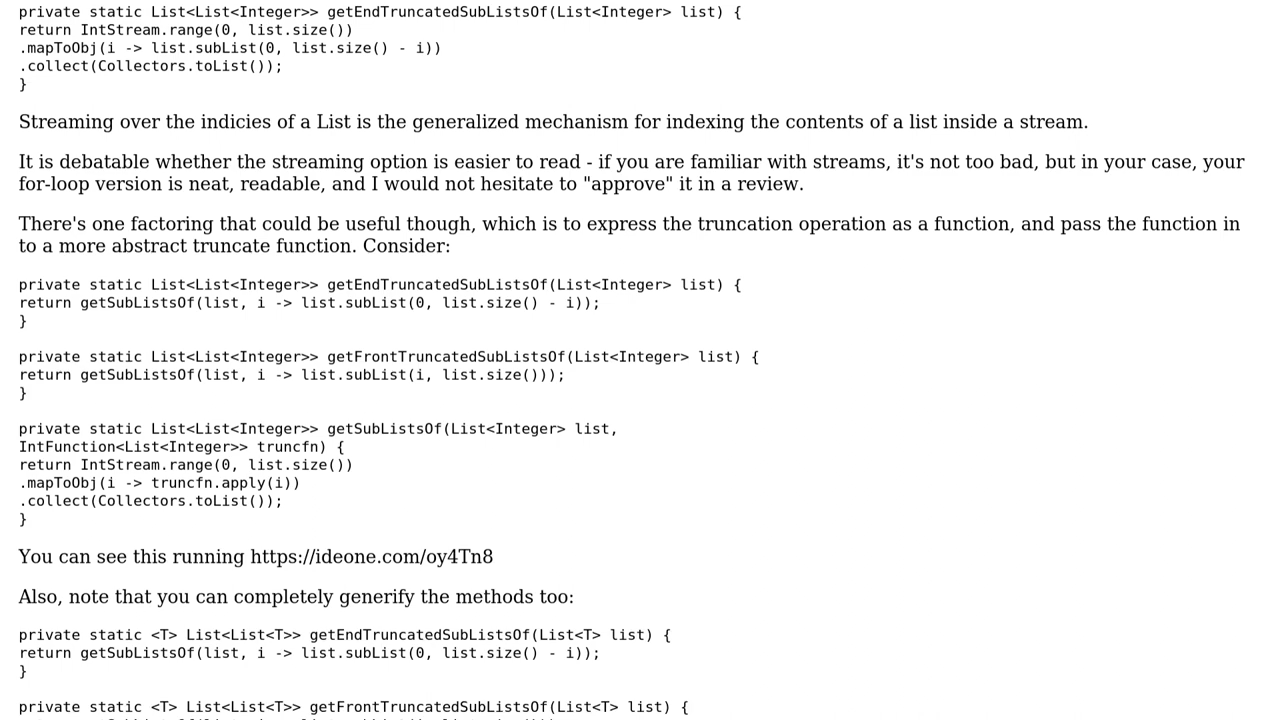 private static List<List<Integer>> getEndTruncatedSubListsOf(List<Integer> list) {
return IntStream.range(0, list.size())
.mapToObj(i -> list.subList(0, list.size() - i))
.collect(Collectors.toList());
}
Streaming over the indicies of a List is the generalized mechanism for indexing the contents of a list inside a stream.
It is debatable whether the streaming option is easier to read - if you are familiar with streams, it's not too bad, but in your case, your
for-loop version is neat, readable, and I would not hesitate to "approve" it in a review.
There's one factoring that could be useful though, which is to express the truncation operation as a function, and pass the function in
to a more abstract truncate function. Consider:
private static List<List<Integer>> getEndTruncatedSubListsOf(List<Integer> list) {
return getSubListsOf(list, i -> list.subList(0, list.size() - i));
}
private static List<List<Integer>> getFrontTruncatedSubListsOf(List<Integer> list) {
return getSubListsOf(list, i -> list.subList(i, list.size()));
}
private static List<List<Integer>> getSubListsOf(List<Integer> list,
IntFunction<List<Integer>> truncfn) {
return IntStream.range(0, list.size())
.mapToObj(i -> truncfn.apply(i))
.collect(Collectors.toList());
}
You can see this running https://ideone.com/oy4Tn8
Also, note that you can completely generify the methods too:
private static <T> List<List<T>> getEndTruncatedSubListsOf(List<T> list) {
return getSubListsOf(list, i -> list.subList(0, list.size() - i));
}
private static <T> List<List<T>> getFrontTruncatedSubListsOf(List<T> list) {